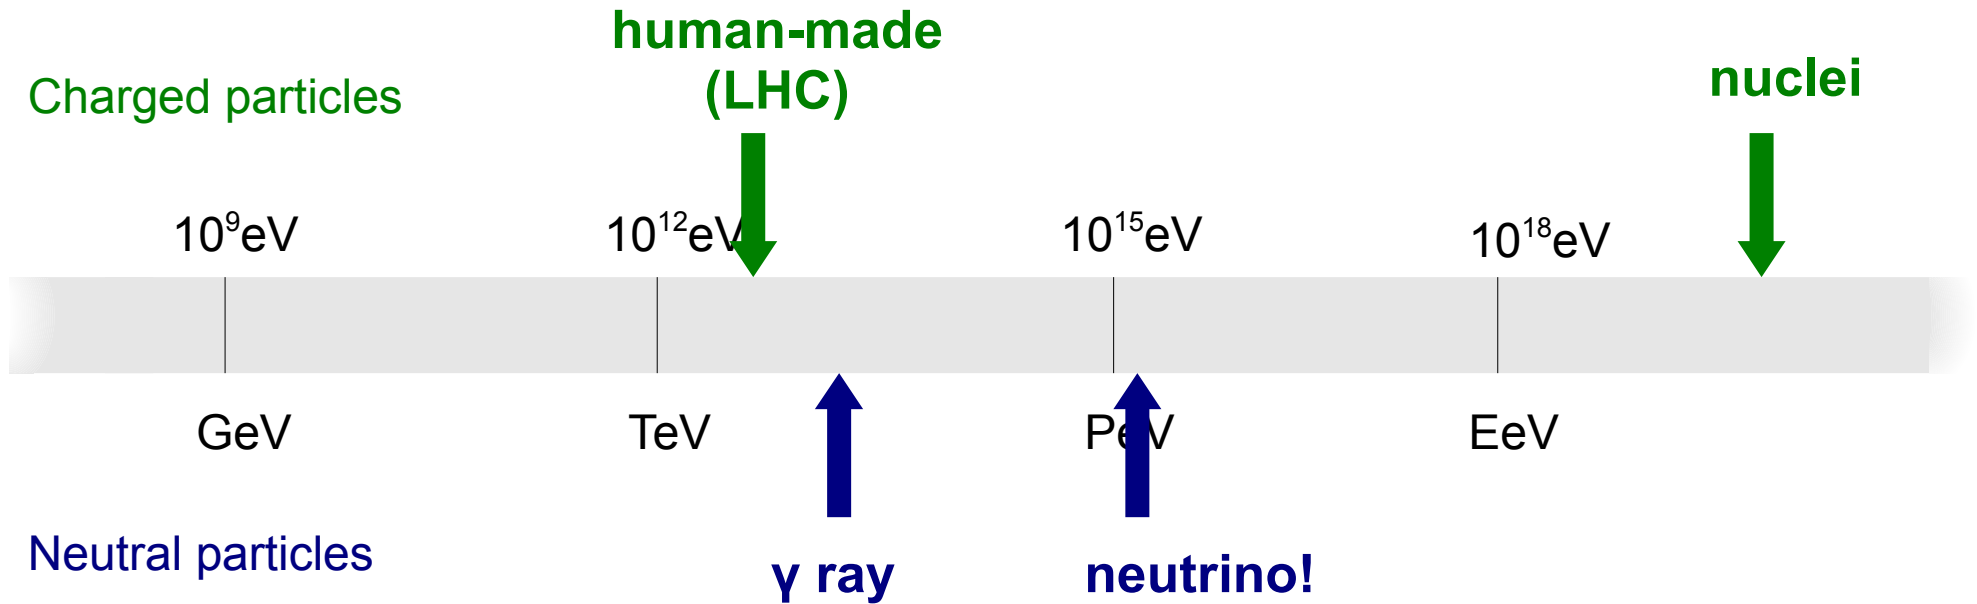 human-made
(LHC)
Charged particles
nuclei
10⁹eV
10¹²eV
10¹⁵eV
10¹⁸eV
GeV
TeV
PeV
EeV
Neutral particles
γ ray
neutrino!